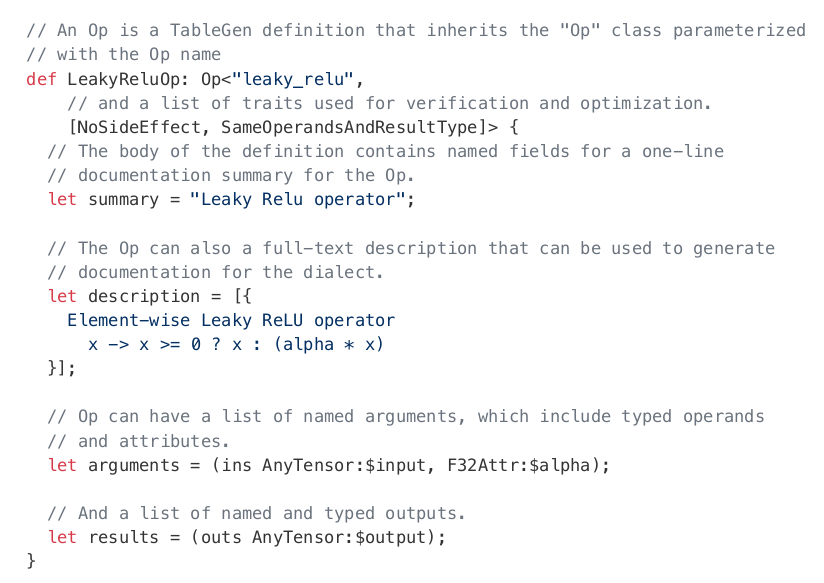 // An Op is a TableGen definition that inherits the "Op" class parameterized
// with the Op name
def LeakyReluOp: Op<"leaky_relu",
    // and a list of traits used for verification and optimization.
    [NoSideEffect, SameOperandsAndResultType]> {
  // The body of the definition contains named fields for a one-line
  // documentation summary for the Op.
  let summary = "Leaky Relu operator";

  // The Op can also a full-text description that can be used to generate
  // documentation for the dialect.
  let description = [{
    Element-wise Leaky ReLU operator
      x -> x >= 0 ? x : (alpha * x)
  }];

  // Op can have a list of named arguments, which include typed operands
  // and attributes.
  let arguments = (ins AnyTensor:$input, F32Attr:$alpha);

  // And a list of named and typed outputs.
  let results = (outs AnyTensor:$output);
}